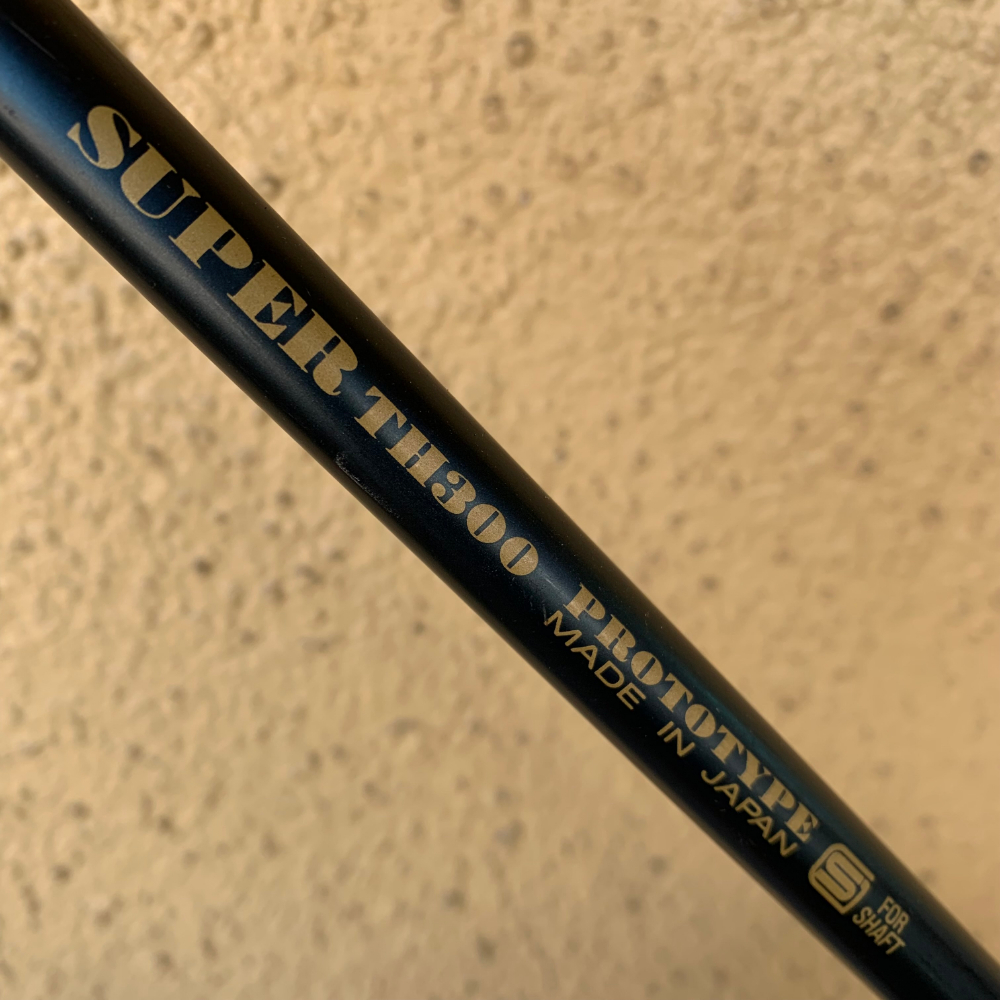 SUPER TH300 PROTOTYPE
MADE IN JAPAN
FOR
SHAFT